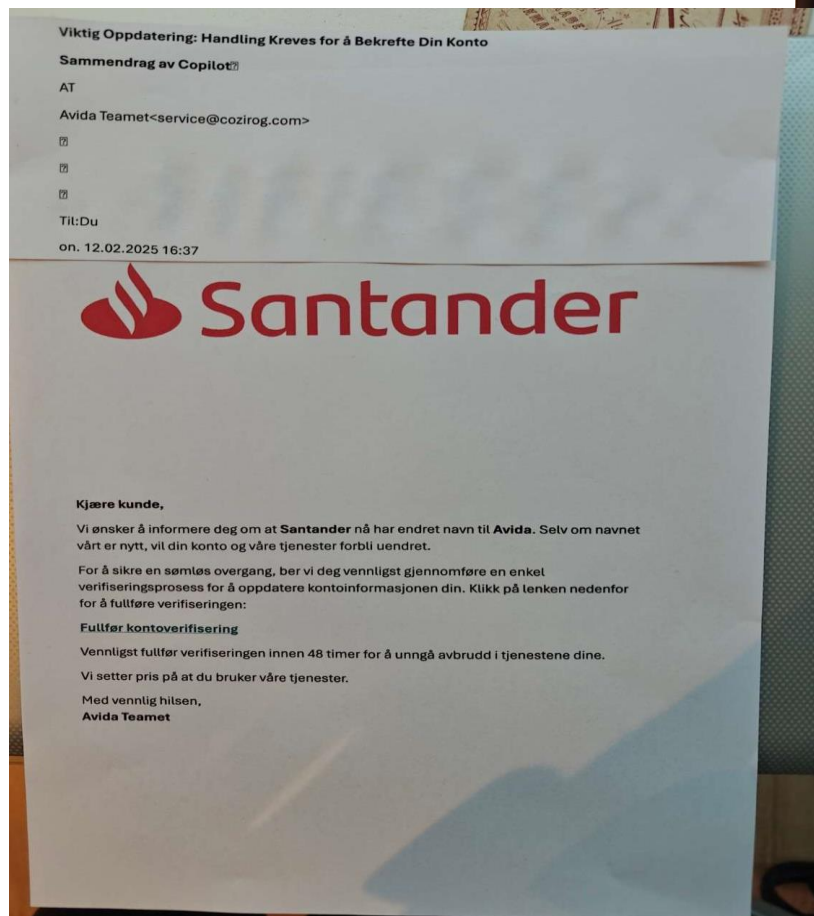 Viktig Oppdatering: Handling Kreves for å Bekrefte Din Konto
Sammendrag av Copilot
AT
Avida Teamet<service@cozirog.com>
Til:Du
on. 12.02.2025 16:37
Santander
Kjære kunde,
Vi ønsker å informere deg om at Santander nå har endret navn til Avida. Selv om navnet
vårt er nytt, vil din konto og våre tjenester forbli uendret.
For å sikre en sømløs overgang, ber vi deg vennligst gjennomføre en enkel
verifiseringsprosess for å oppdatere kontoinformasjonen din. Klikk på lenken nedenfor
for å fullføre verifiseringen:
Fullfør kontoverifisering
Vennligst fullfør verifiseringen innen 48 timer for å unngå avbrudd i tjenestene dine.
Vi setter pris på at du bruker våre tjenester.
Med vennlig hilsen,
Avida Teamet